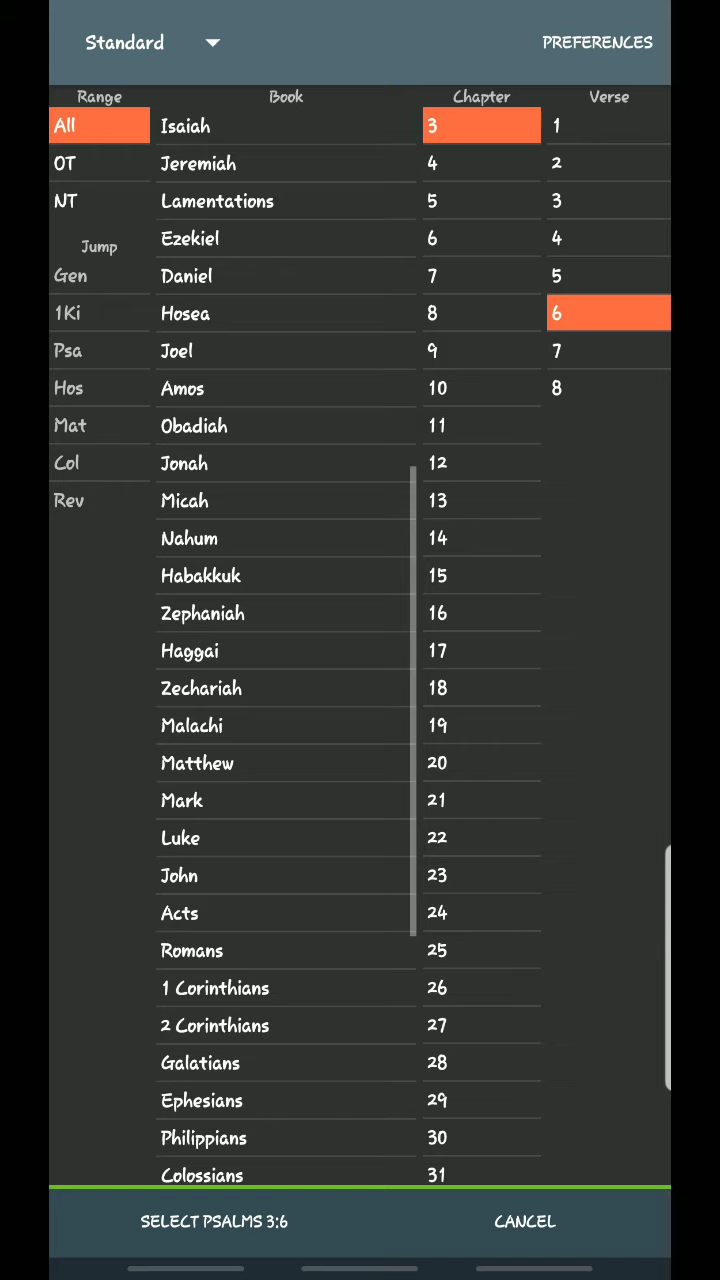 Standard PREFERENCES
Range Book Chapter Verse
All Isaiah 3 1
OT Jeremiah 4 2
NT Lamentations 5 3
Jump Ezekiel 6 4
Gen Daniel 7 5
1Ki Hosea 8 6
Psa Joel 9 7
Hos Amos 10 8
Mat Obadiah 11
Col Jonah 12
Rev Micah 13
Nahum 14
Habakkuk 15
Zephaniah 16
Haggai 17
Zechariah 18
Malachi 19
Matthew 20
Mark 21
Luke 22
John 23
Acts 24
Romans 25
1 Corinthians 26
2 Corinthians 27
Galatians 28
Ephesians 29
Philippians 30
Colossians 31
SELECT PSALMS 3:6 CANCEL